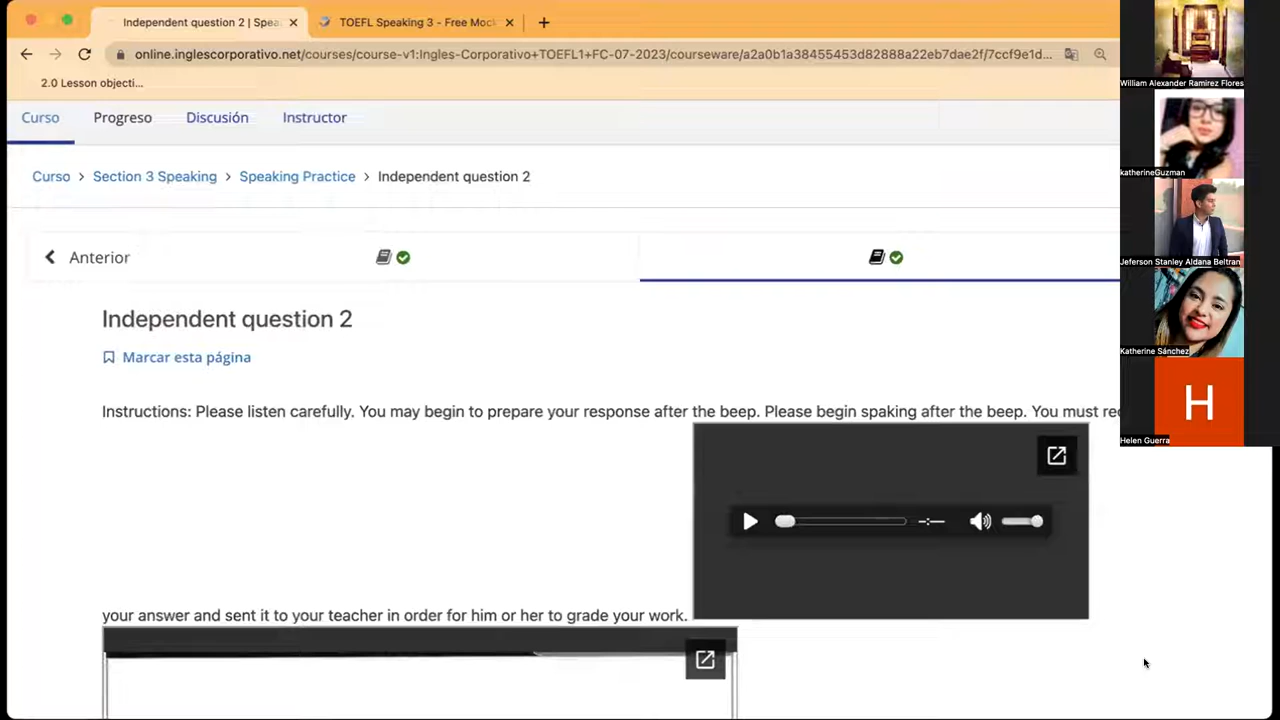 Independent question 2 | Spea
TOEFL Speaking 3 - Free Mock
online.inglescorporativo.net/courses/course-v1:Ingles-Corporativo+TOEFL1+FC-07-2023/courseware/a2a0b1a38455453d82888a22eb7dae2f/7ccf9e1d...
2.0 Lesson objecti...
Curso Progreso Discusión Instructor
Curso > Section 3 Speaking > Speaking Practice > Independent question 2
Anterior
Independent question 2
Marcar esta página
Instructions: Please listen carefully. You may begin to prepare your response after the beep. Please begin spaking after the beep. You must rec
your answer and sent it to your teacher in order for him or her to grade your work.
William Alexander Ramirez Flores
katherineGuzman
Jeferson Stanley Aldana Beltran
Katherine Sánchez
H
Helen Guerra